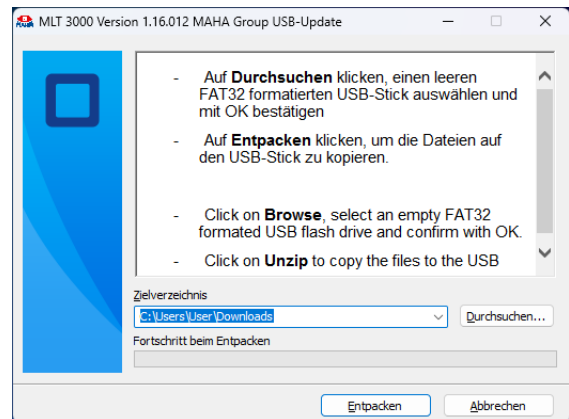 MLT 3000 Version 1.16.012 MAHA Group USB-Update
- Auf Durchsuchen klicken, einen leeren
FAT32 formatierten USB-Stick auswählen und
mit OK bestätigen
- Auf Entpacken klicken, um die Dateien auf
den USB-Stick zu kopieren.
- Click on Browse, select an empty FAT32
formated USB flash drive and confirm with OK.
- Click on Unzip to copy the files to the USB
Zielverzeichnis
C:\Users\User\Downloads
Durchsuchen...
Fortschritt beim Entpacken
Entpacken
Abbrechen